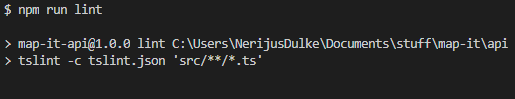 $ npm run lint
> map-it-api@1.0.0 lint C:\Users\NerijusDulke\Documents\stuff\map-it\api
> tslint -c tslint.json 'src/**/*.ts'